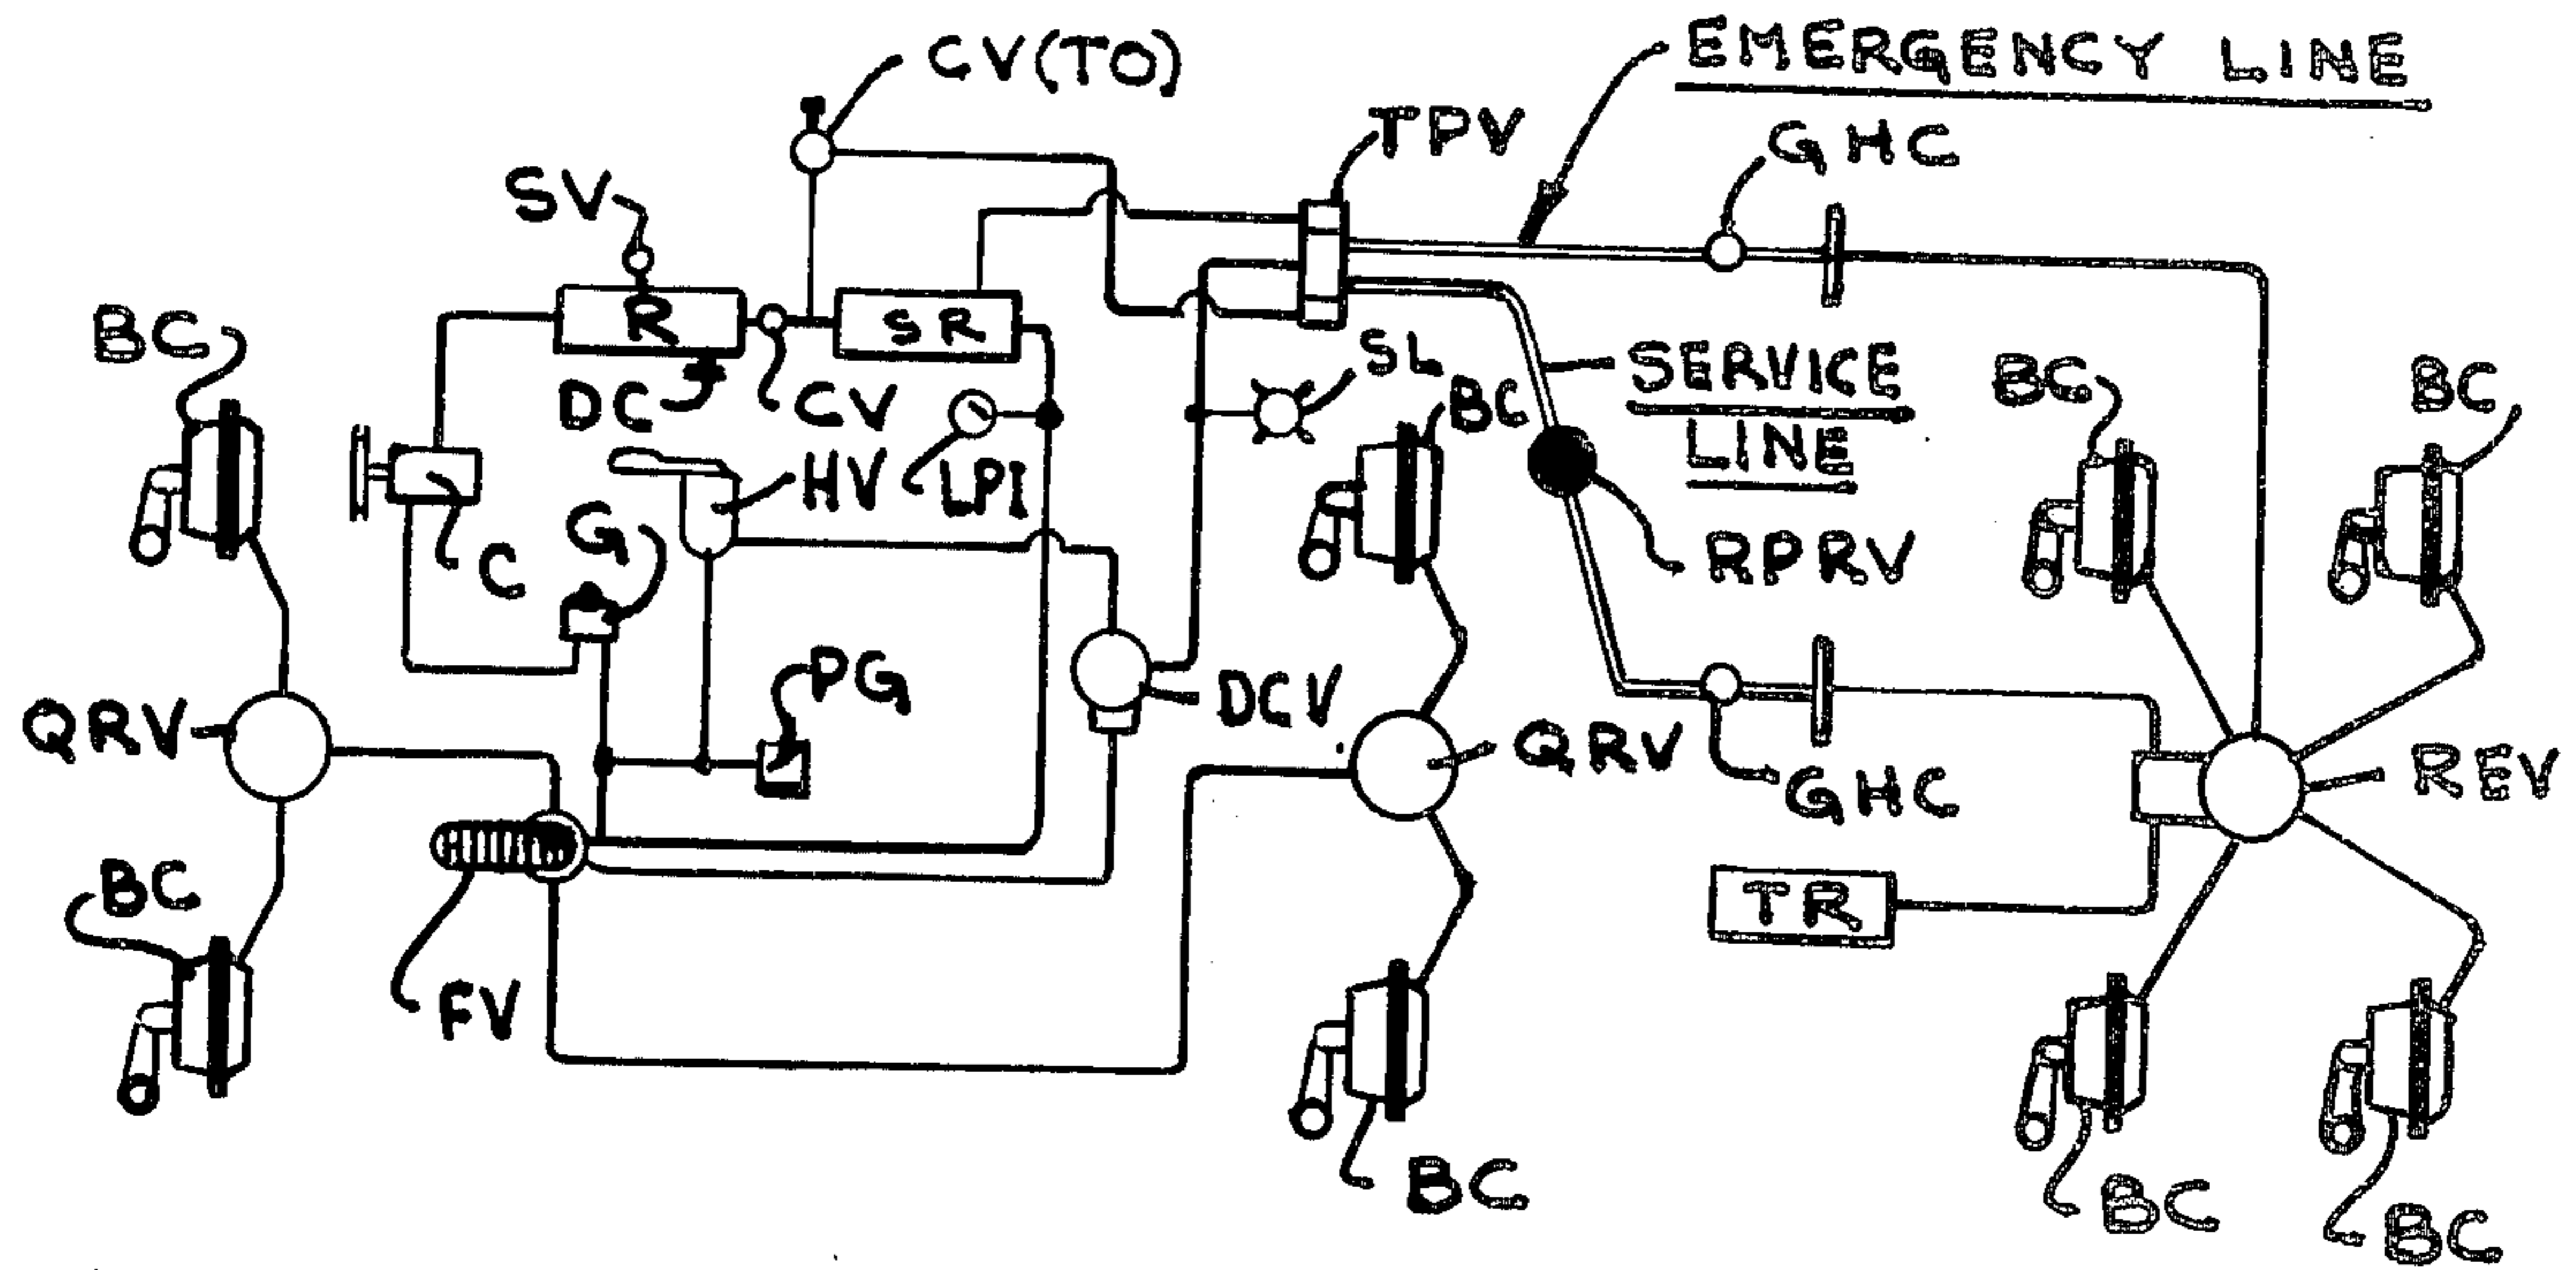 CV(TO)
EMERGENCY LINE
TPV
GHC
SV
R
SR
BC
DC
CV
SL
BC
SERVICE
LINE
BC
BC
HV
LPI
G
C
RPRV
PG
DCV
QRV
QRV
GHC
REV
BC
TR
FV
BC
BC
BC